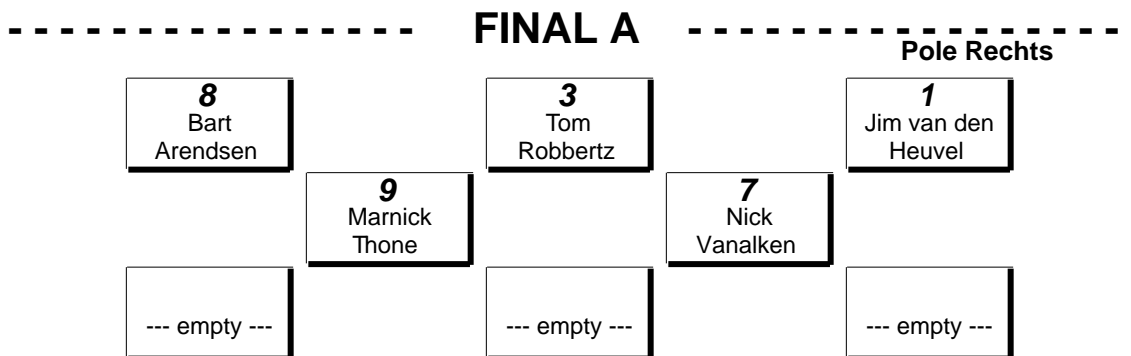 - - - - - - - - - - - - - - - - FINAL A - - - - - - - - - - - - - - - - -
Pole Rechts
8
Bart
Arendsen
3
Tom
Robbertz
1
Jim van den
Heuvel
9
Marnick
Thone
7
Nick
Vanalken
--- empty ---
--- empty ---
--- empty ---